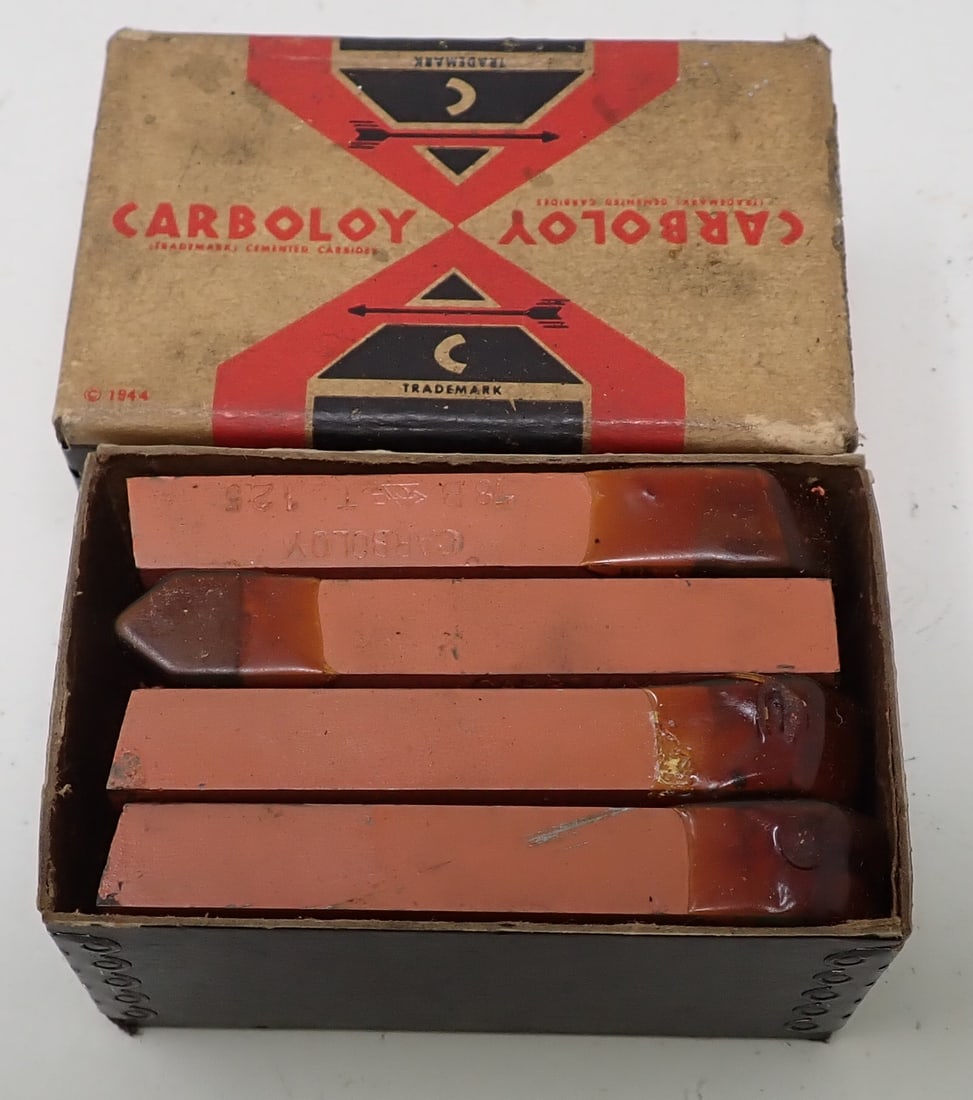 TRADEMARK
C
CARBOLOY
(TRADEMARK) CEMENTED CARBIDES
CARBOLOY
(TRADEMARK) CEMENTED CARBIDES
C
TRADEMARK
© 1944
CARBOLOY